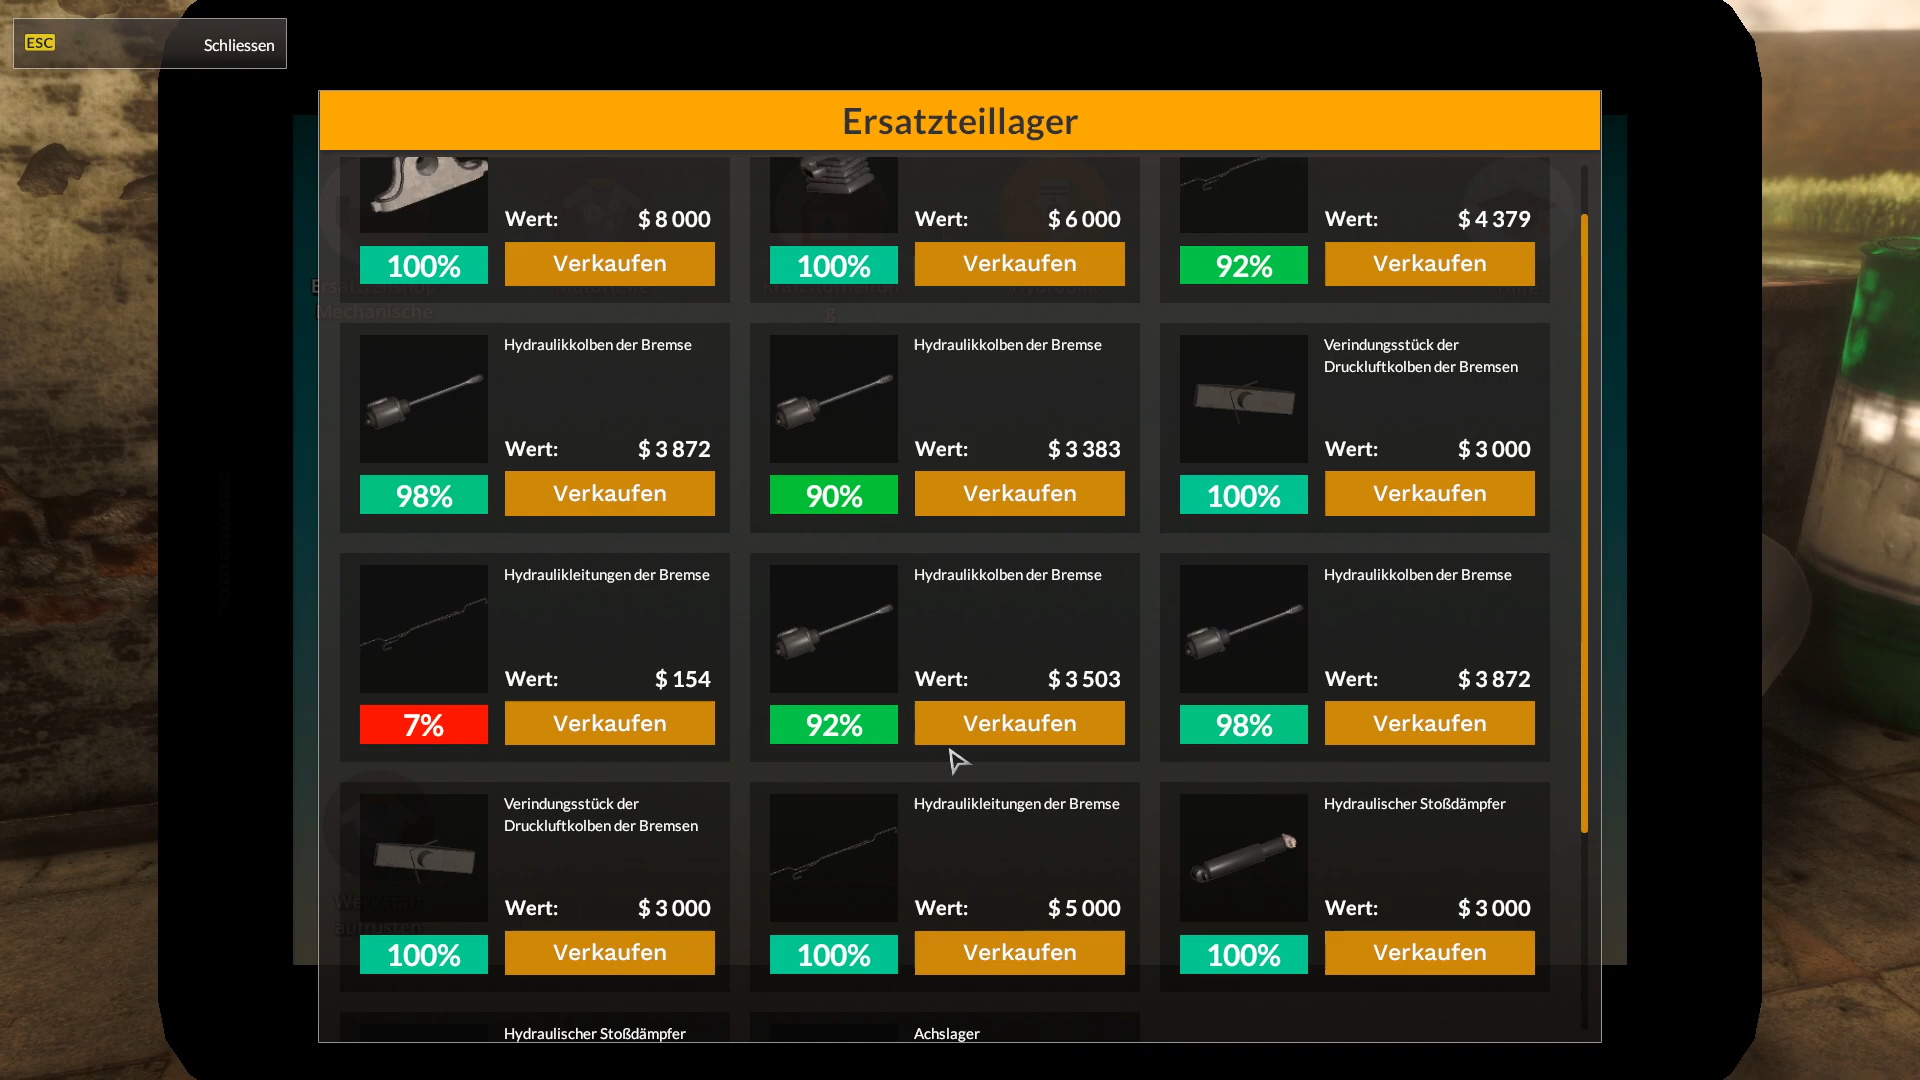 ESC
Schliessen
Ersatzteillager
Wert: $ 8 000
100% Verkaufen
Wert: $ 6 000
100% Verkaufen
Wert: $ 4 379
92% Verkaufen
Mechanische
g
Hydraulikkolben der Bremse
Wert: $ 3 872
98% Verkaufen
Hydraulikkolben der Bremse
Wert: $ 3 383
90% Verkaufen
Verindungsstück der
Druckluftkolben der Bremsen
Wert: $ 3 000
100% Verkaufen
Hydraulikleitungen der Bremse
Wert: $ 154
7% Verkaufen
Hydraulikkolben der Bremse
Wert: $ 3 503
92% Verkaufen
Hydraulikkolben der Bremse
Wert: $ 3 872
98% Verkaufen
Verindungsstück der
Druckluftkolben der Bremsen
Wert: $ 3 000
100% Verkaufen
Hydraulikleitungen der Bremse
Wert: $ 5 000
100% Verkaufen
Hydraulischer Stoßdämpfer
Wert: $ 3 000
100% Verkaufen
Werkstatt
aufrüsten
Hydraulischer Stoßdämpfer
Achslager